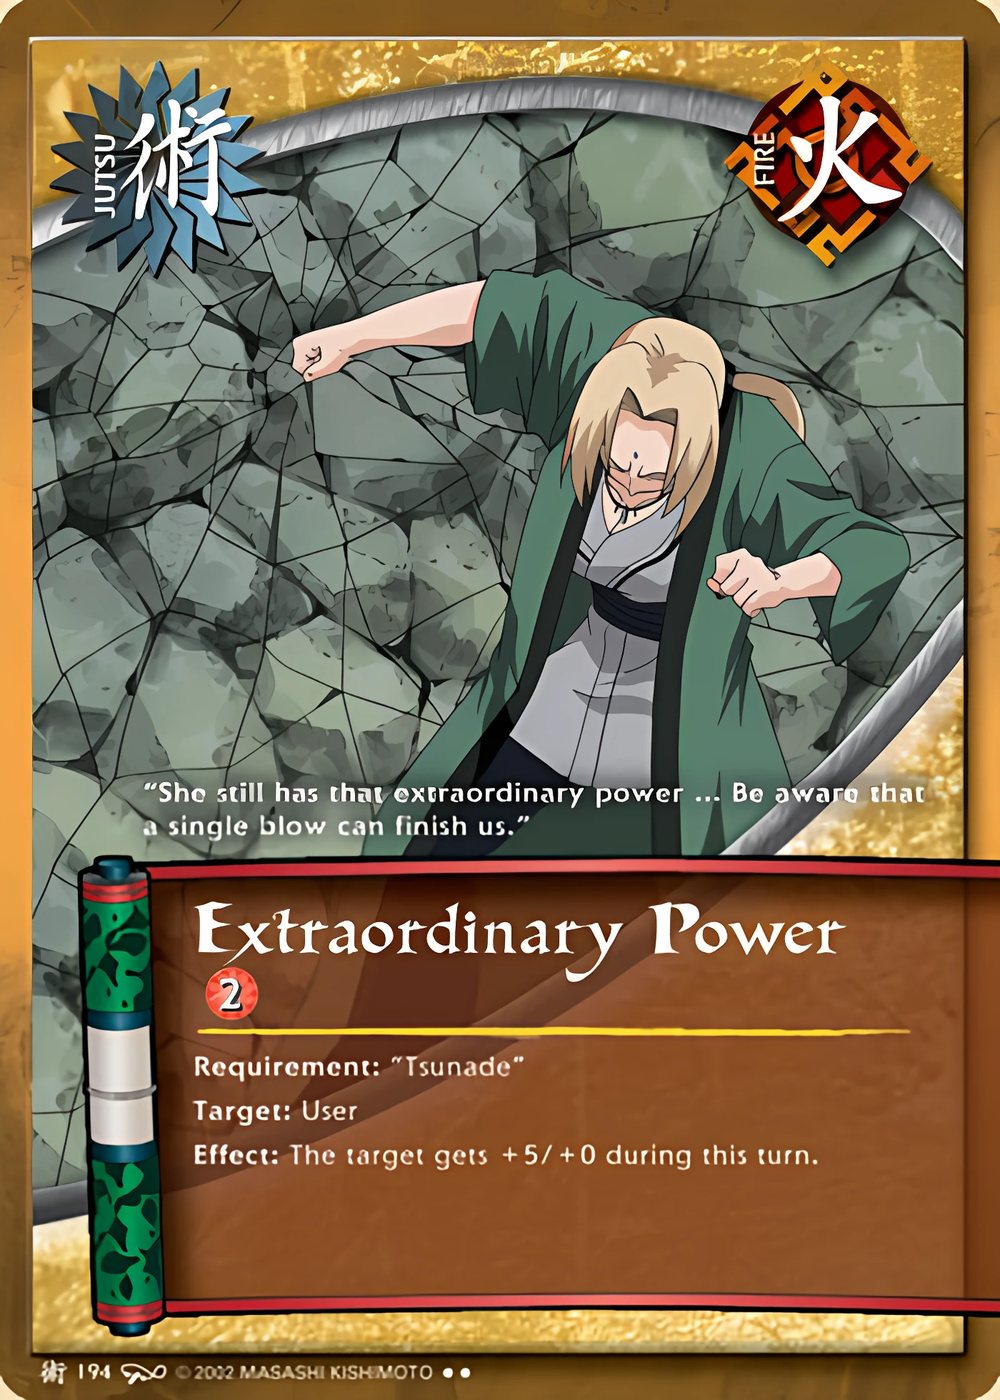 JUTSU
術
FIRE
火
“She still has that extraordinary power ... Be aware that
a single blow can finish us.”
Extraordinary Power
2
Requirement: “Tsunade”
Target: User
Effect: The target gets +5/+0 during this turn.
術 194 © 2002 MASASHI KISHIMOTO